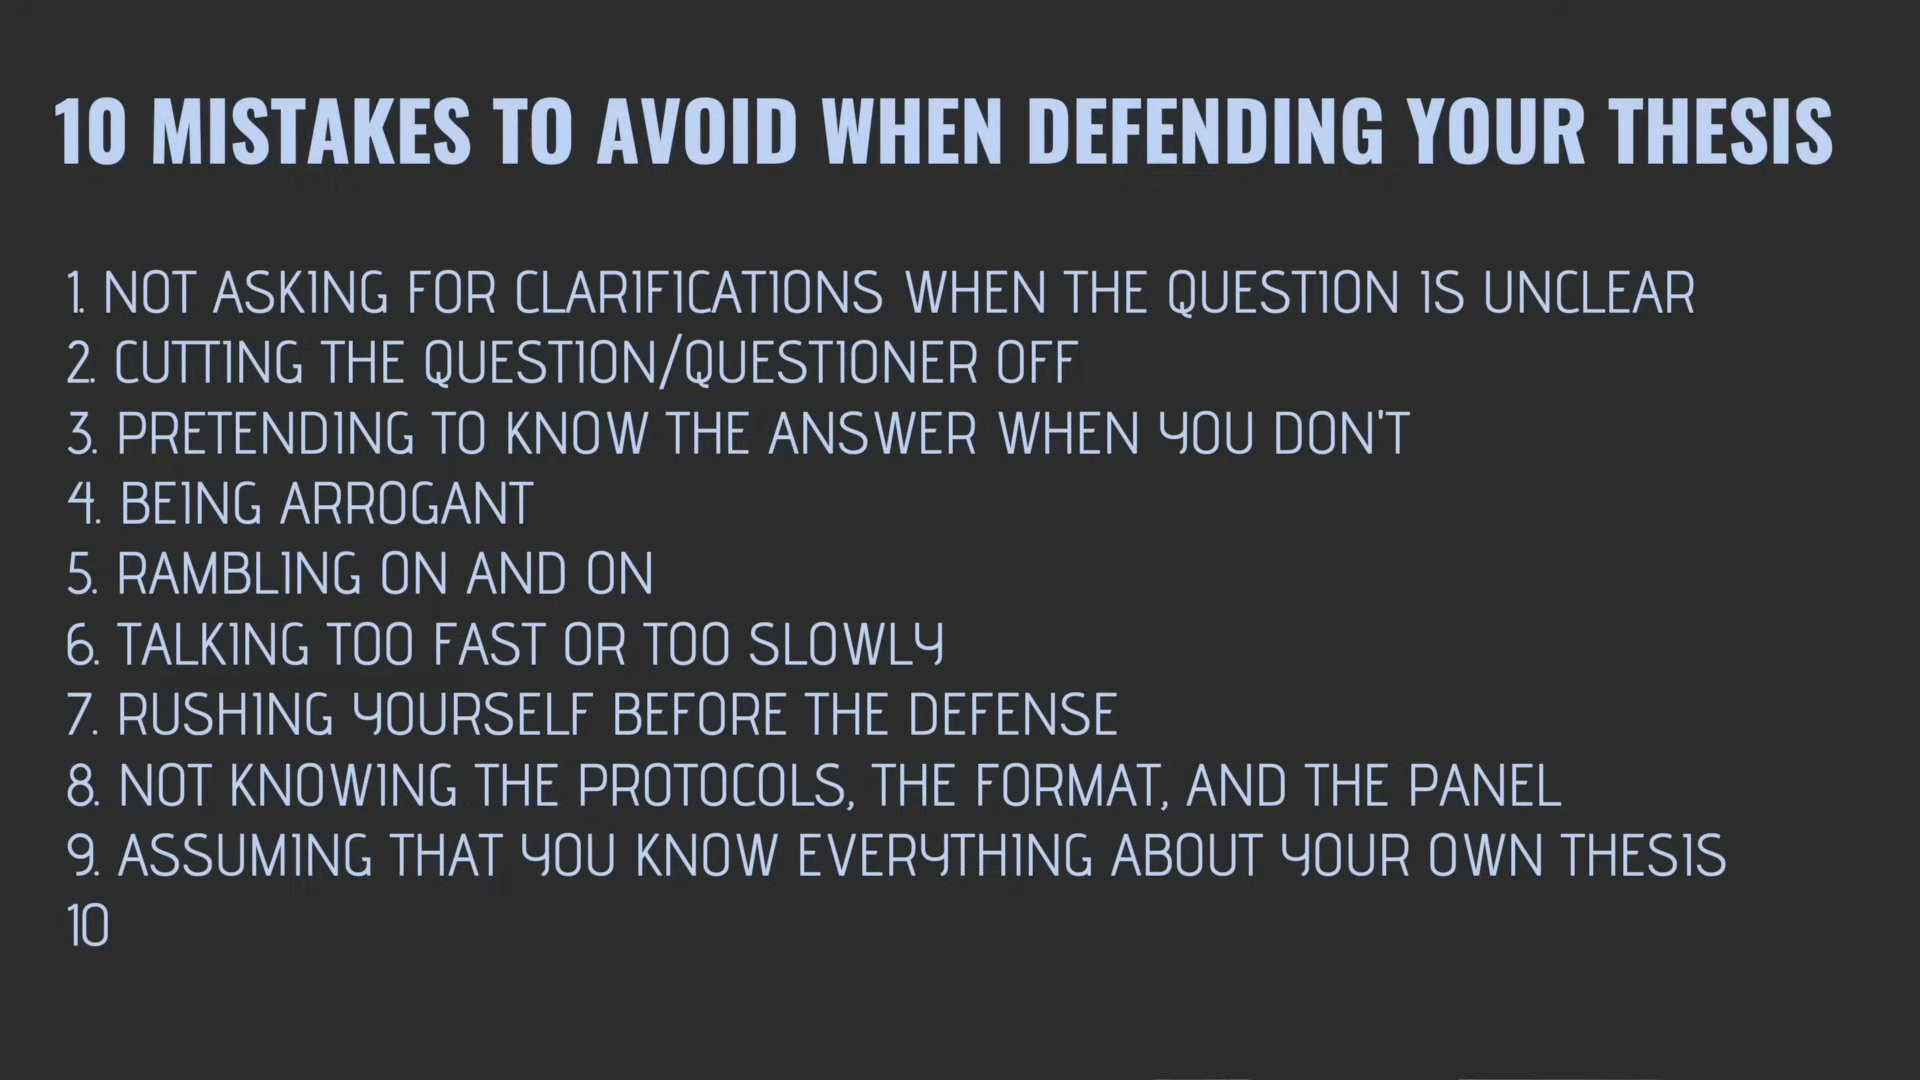 10 MISTAKES TO AVOID WHEN DEFENDING YOUR THESIS
1. NOT ASKING FOR CLARIFICATIONS WHEN THE QUESTION IS UNCLEAR
2. CUTTING THE QUESTION/QUESTIONER OFF
3. PRETENDING TO KNOW THE ANSWER WHEN YOU DON'T
4. BEING ARROGANT
5. RAMBLING ON AND ON
6. TALKING TOO FAST OR TOO SLOWLY
7. RUSHING YOURSELF BEFORE THE DEFENSE
8. NOT KNOWING THE PROTOCOLS, THE FORMAT, AND THE PANEL
9. ASSUMING THAT YOU KNOW EVERYTHING ABOUT YOUR OWN THESIS
10